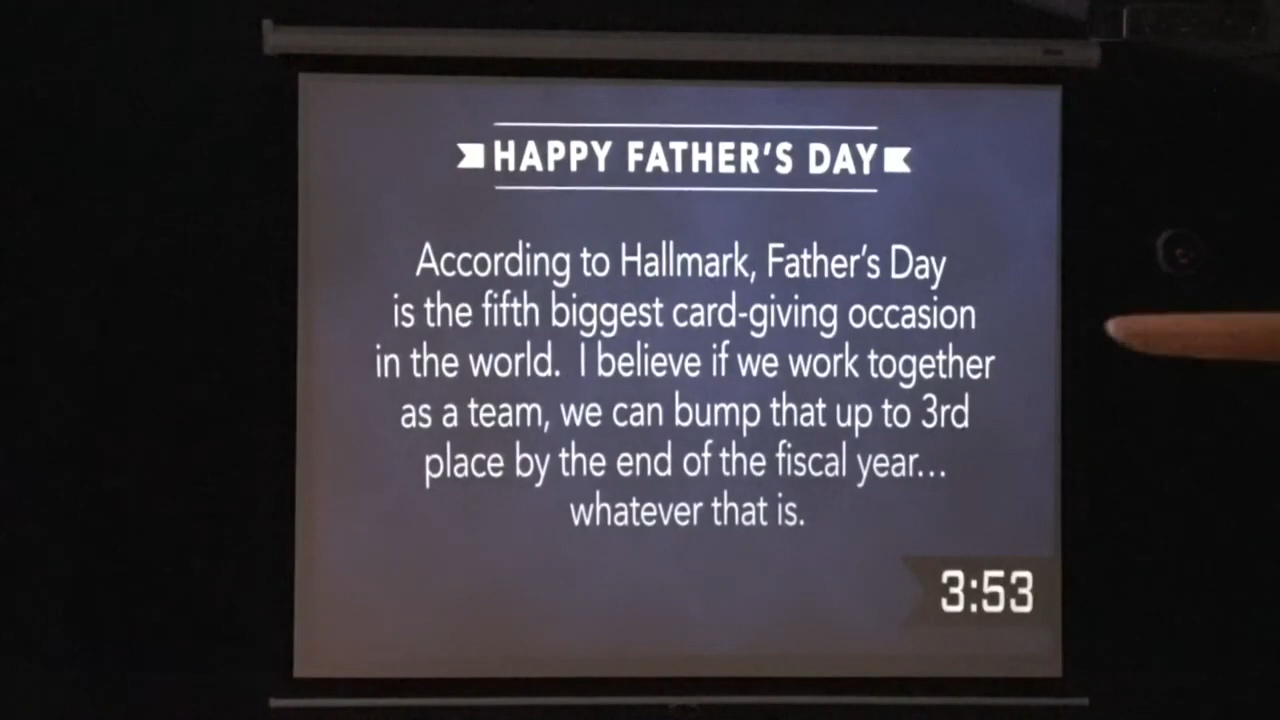 HAPPY FATHER'S DAY
According to Hallmark, Father's Day
is the fifth biggest card-giving occasion
in the world.  I believe if we work together
as a team, we can bump that up to 3rd
place by the end of the fiscal year...
whatever that is.
3:53